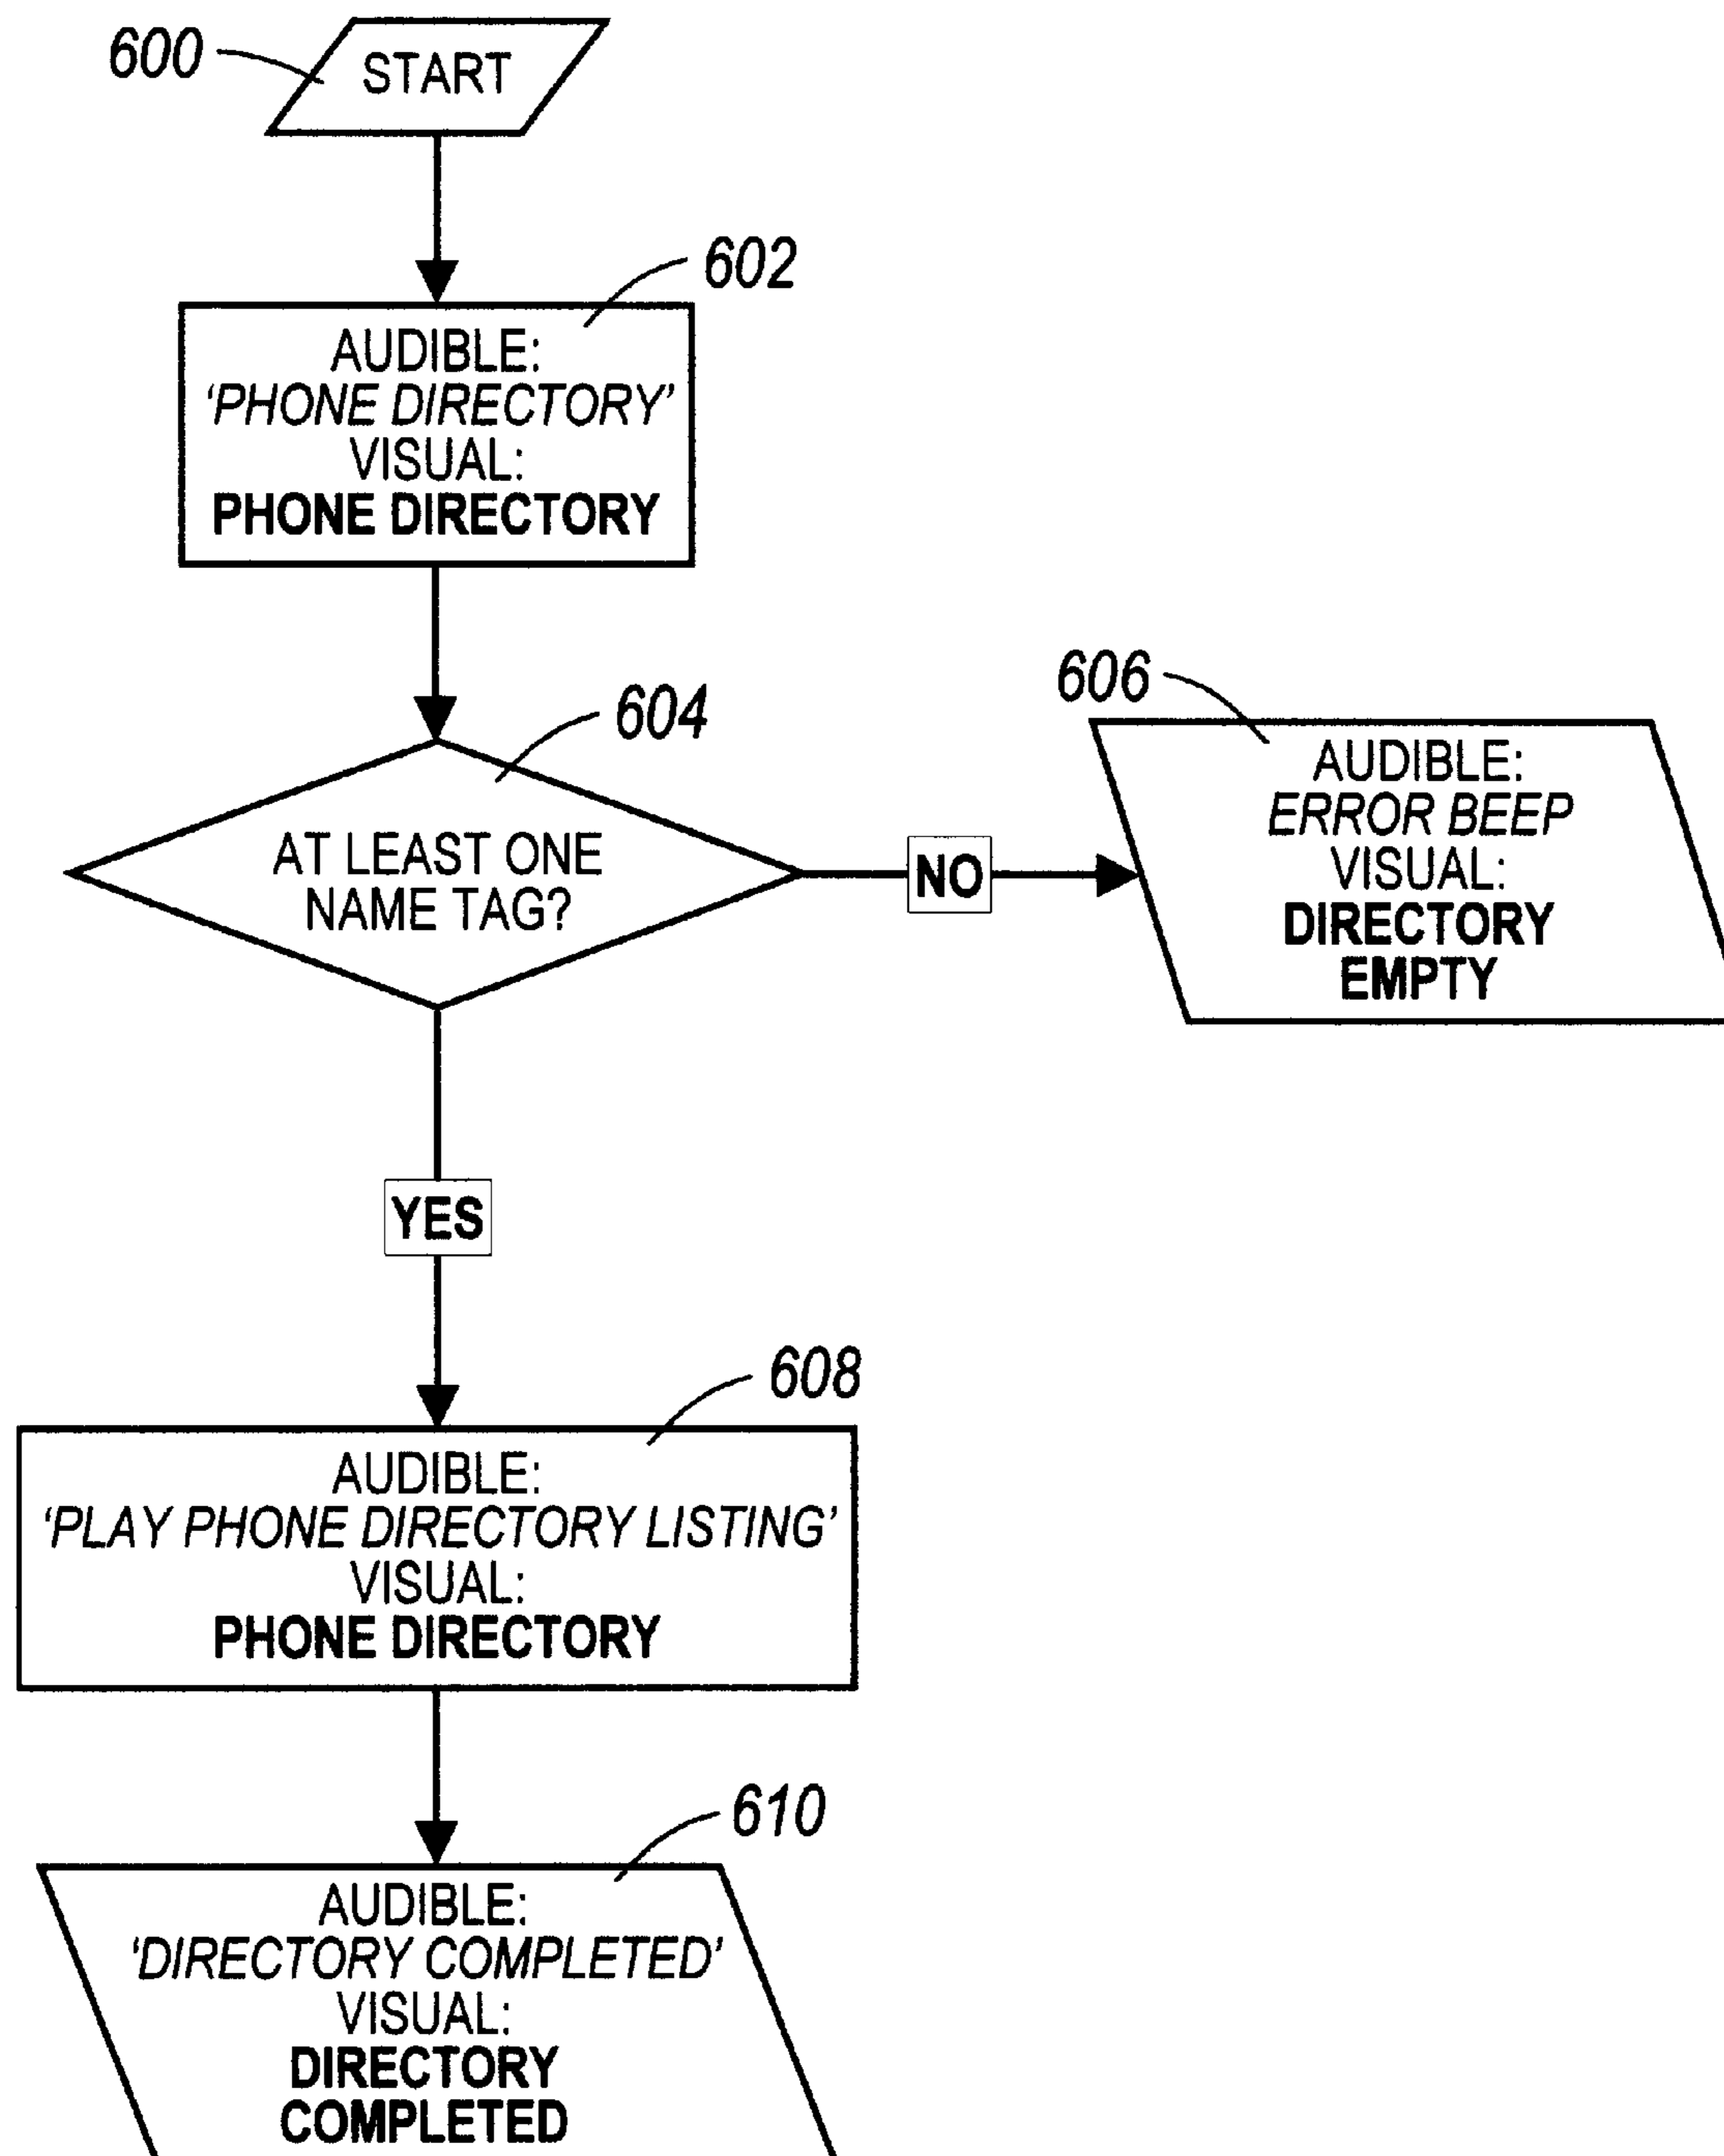 600
START
602
AUDIBLE:
'PHONE DIRECTORY'
VISUAL:
PHONE DIRECTORY
604
AT LEAST ONE
NAME TAG?
NO
606
AUDIBLE:
ERROR BEEP
VISUAL:
DIRECTORY
EMPTY
YES
608
AUDIBLE:
'PLAY PHONE DIRECTORY LISTING'
VISUAL:
PHONE DIRECTORY
610
AUDIBLE:
'DIRECTORY COMPLETED'
VISUAL:
DIRECTORY
COMPLETED